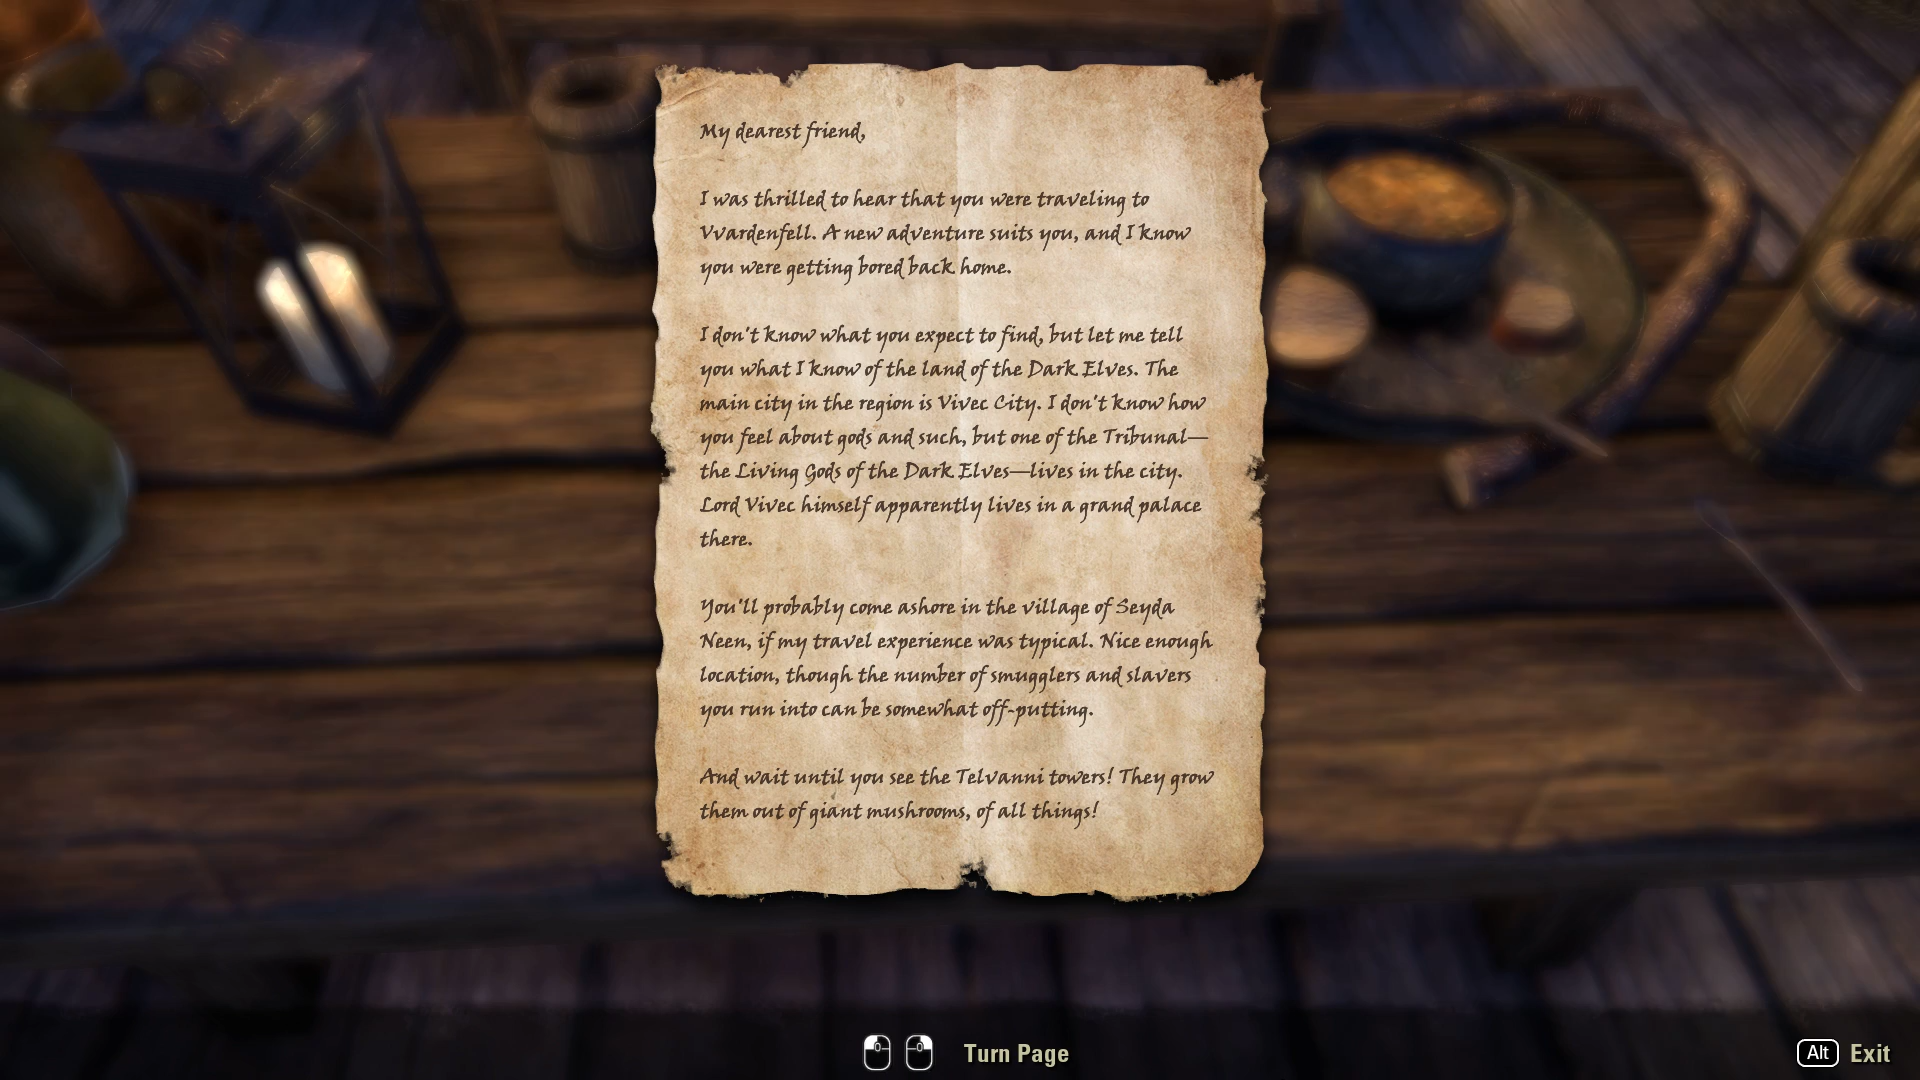 My dearest friend,
I was thrilled to hear that you were traveling to
Vvardenfell. A new adventure suits you, and I know
you were getting bored back home.
I don't know what you expect to find, but let me tell
you what I know of the land of the Dark Elves. The
main city in the region is Vivec City. I don't know how
you feel about gods and such, but one of the Tribunal—
the Living Gods of the Dark Elves—lives in the city.
Lord Vivec himself apparently lives in a grand palace
there.
You'll probably come ashore in the village of Seyda
Neen, if my travel experience was typical. Nice enough
location, though the number of smugglers and slavers
you run into can be somewhat off-putting.
And wait until you see the Telvanni towers! They grow
them out of giant mushrooms, of all things!
Turn Page
Alt Exit